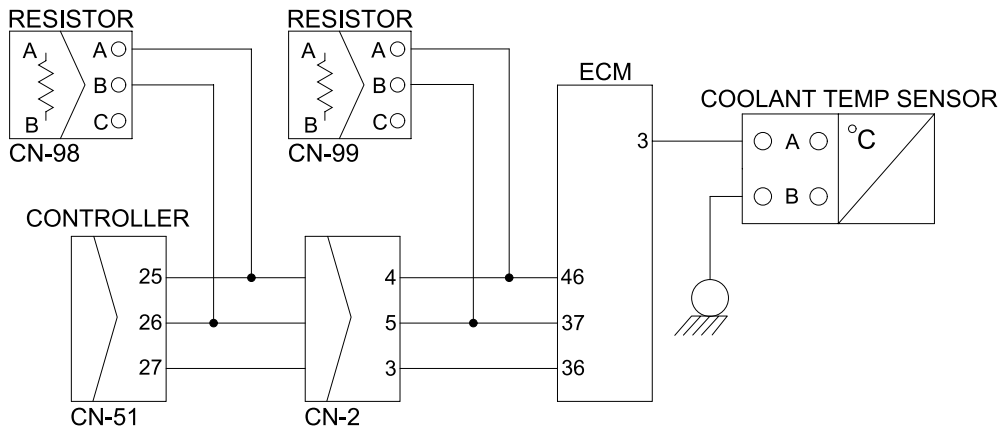 RESISTOR
A
B
A
B
C
CN-98
RESISTOR
A
B
A
B
C
CN-99
ECM
3
46
37
36
COOLANT TEMP SENSOR
A
B
°C
CONTROLLER
25
26
27
CN-51
4
5
3
CN-2